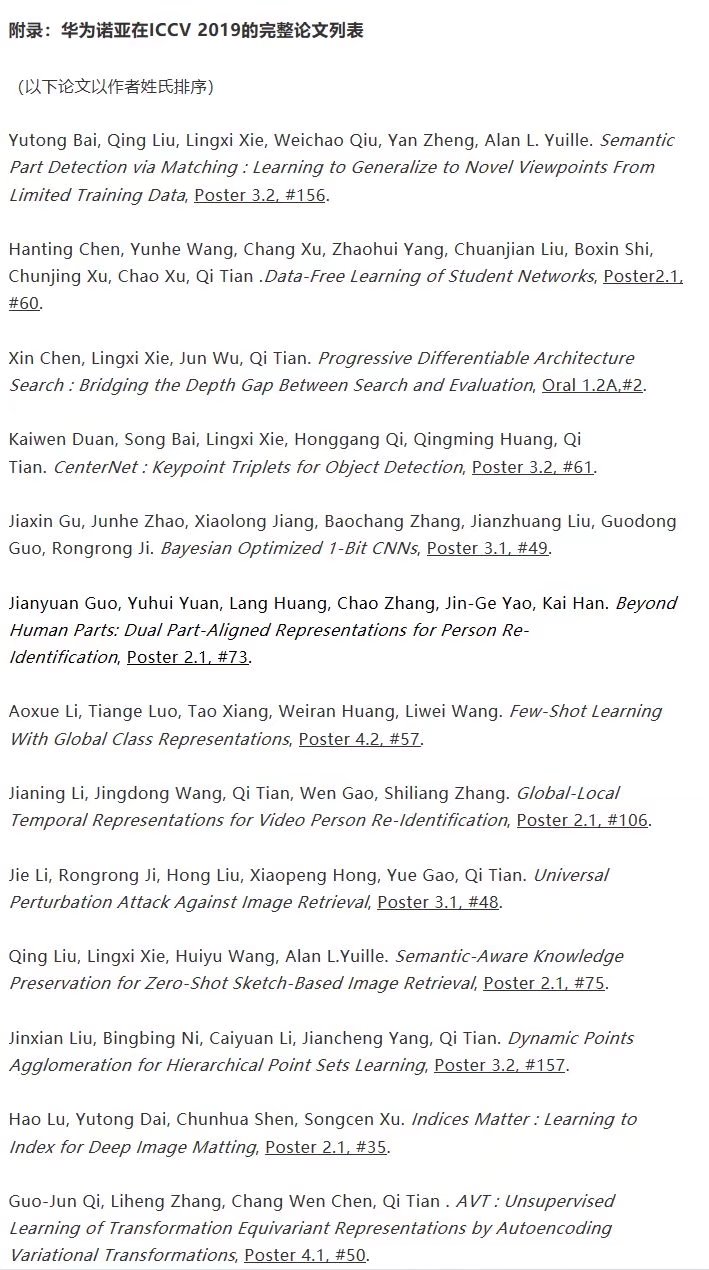 附录：华为诺亚在ICCV 2019的完整论文列表
（以下论文以作者姓氏排序）
Yutong Bai, Qing Liu, Lingxi Xie, Weichao Qiu, Yan Zheng, Alan L. Yuille. Semantic
Part Detection via Matching : Learning to Generalize to Novel Viewpoints From
Limited Training Data, Poster 3.2, #156.
Hanting Chen, Yunhe Wang, Chang Xu, Zhaohui Yang, Chuanjian Liu, Boxin Shi,
Chunjing Xu, Chao Xu, Qi Tian .Data-Free Learning of Student Networks, Poster2.1,
#60.
Xin Chen, Lingxi Xie, Jun Wu, Qi Tian. Progressive Differentiable Architecture
Search : Bridging the Depth Gap Between Search and Evaluation, Oral 1.2A,#2.
Kaiwen Duan, Song Bai, Lingxi Xie, Honggang Qi, Qingming Huang, Qi
Tian. CenterNet : Keypoint Triplets for Object Detection, Poster 3.2, #61.
Jiaxin Gu, Junhe Zhao, Xiaolong Jiang, Baochang Zhang, Jianzhuang Liu, Guodong
Guo, Rongrong Ji. Bayesian Optimized 1-Bit CNNs, Poster 3.1, #49.
Jianyuan Guo, Yuhui Yuan, Lang Huang, Chao Zhang, Jin-Ge Yao, Kai Han. Beyond
Human Parts: Dual Part-Aligned Representations for Person Re-
Identification, Poster 2.1, #73.
Aoxue Li, Tiange Luo, Tao Xiang, Weiran Huang, Liwei Wang. Few-Shot Learning
With Global Class Representations, Poster 4.2, #57.
Jianing Li, Jingdong Wang, Qi Tian, Wen Gao, Shiliang Zhang. Global-Local
Temporal Representations for Video Person Re-Identification, Poster 2.1, #106.
Jie Li, Rongrong Ji, Hong Liu, Xiaopeng Hong, Yue Gao, Qi Tian. Universal
Perturbation Attack Against Image Retrieval, Poster 3.1, #48.
Qing Liu, Lingxi Xie, Huiyu Wang, Alan L.Yuille. Semantic-Aware Knowledge
Preservation for Zero-Shot Sketch-Based Image Retrieval, Poster 2.1, #75.
Jinxian Liu, Bingbing Ni, Caiyuan Li, Jiancheng Yang, Qi Tian. Dynamic Points
Agglomeration for Hierarchical Point Sets Learning, Poster 3.2, #157.
Hao Lu, Yutong Dai, Chunhua Shen, Songcen Xu. Indices Matter : Learning to
Index for Deep Image Matting, Poster 2.1, #35.
Guo-Jun Qi, Liheng Zhang, Chang Wen Chen, Qi Tian . AVT : Unsupervised
Learning of Transformation Equivariant Representations by Autoencoding
Variational Transformations, Poster 4.1, #50.